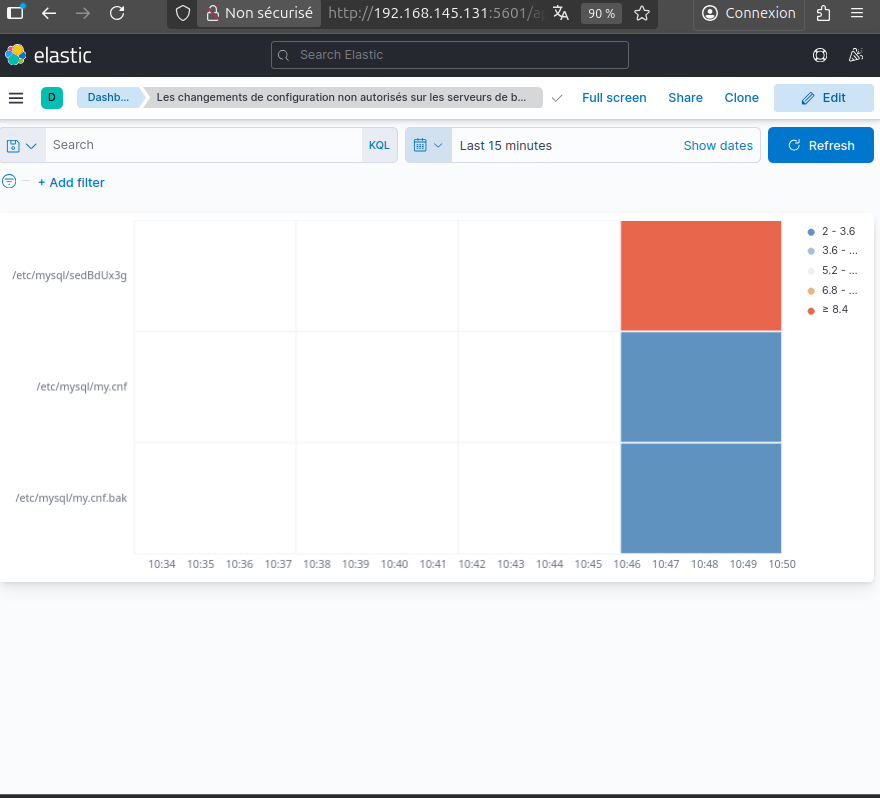 Non sécurisé http://192.168.145.131:5601/a 90 % Connexion
elastic Search Elastic
D Dashb... Les changements de configuration non autorisés sur les serveurs de b... Full screen Share Clone Edit
Search KQL Last 15 minutes Show dates Refresh
+ Add filter
/etc/mysql/sedBdUx3g
/etc/mysql/my.cnf
/etc/mysql/my.cnf.bak
2 - 3.6
3.6 - ...
5.2 - ...
6.8 - ...
≥ 8.4
10:34 10:35 10:36 10:37 10:38 10:39 10:40 10:41 10:42 10:43 10:44 10:45 10:46 10:47 10:48 10:49 10:50